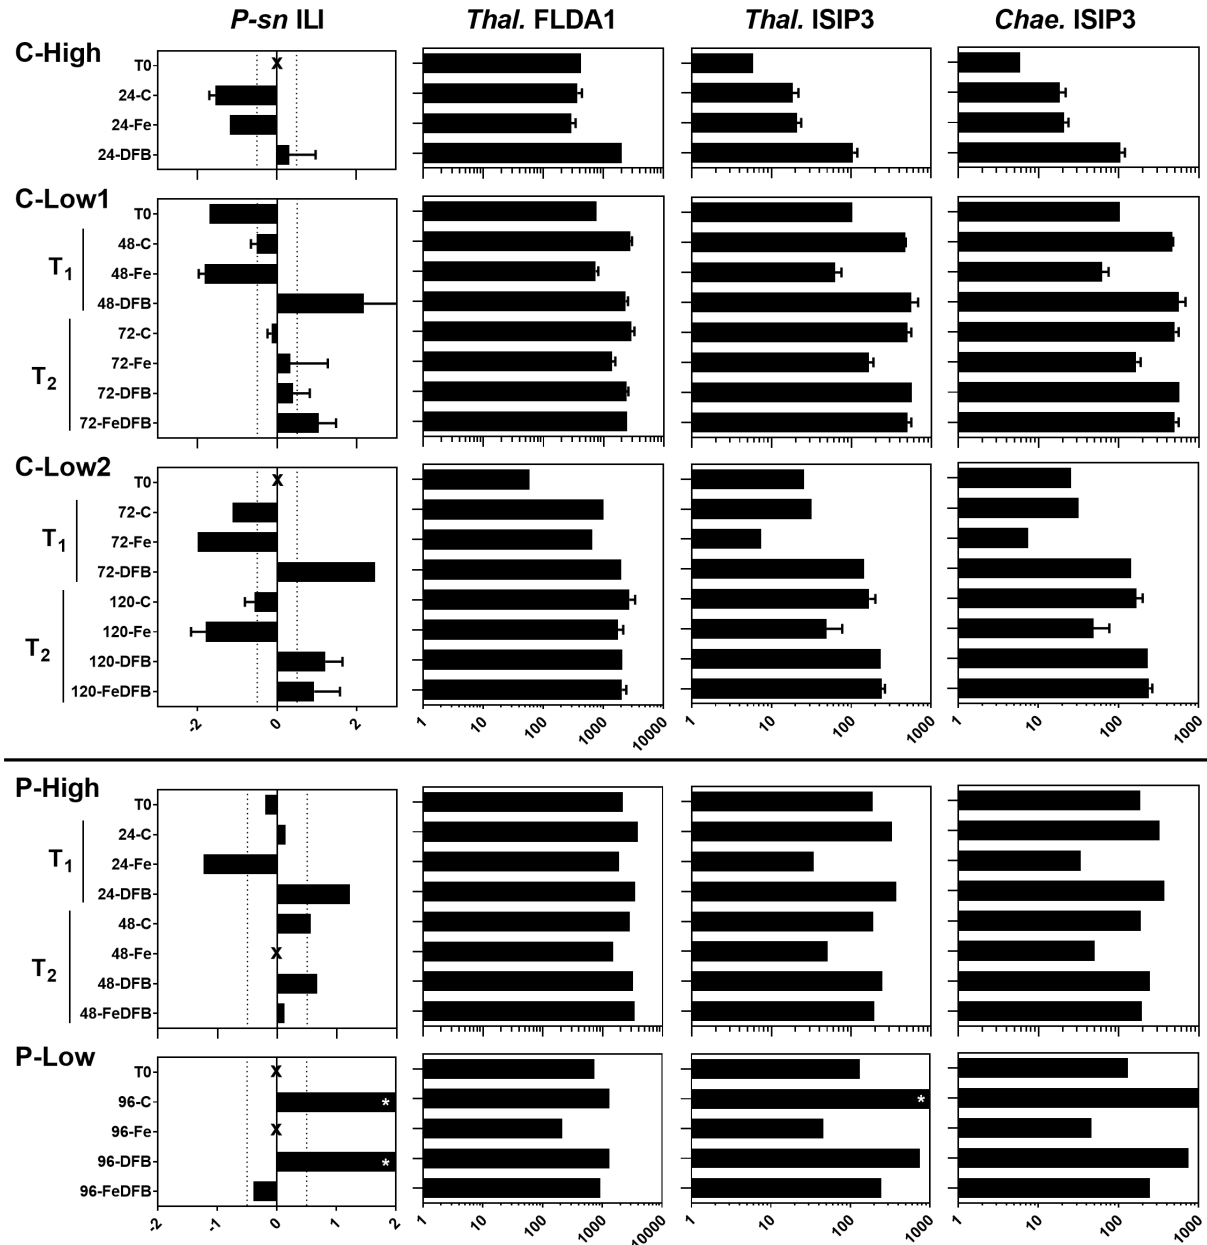 P-sn ILI Thal. FLDA1 Thal. ISIP3 Chae. ISIP3
C-High
T0 X
24-C
24-Fe
24-DFB
C-Low1
T0
T1
48-C
48-Fe
48-DFB
T2
72-C
72-Fe
72-DFB
72-FeDFB
C-Low2
T0 X
T1
72-C
72-Fe
72-DFB
T2
120-C
120-Fe
120-DFB
120-FeDFB
-2 0 2 1 10 100 1000 10000 1 10 100 1000 1 10 100 1000
P-High
T0
T1
24-C
24-Fe
24-DFB
T2
48-C
48-Fe X
48-DFB
48-FeDFB
P-Low
T0 X
96-C * *
96-Fe X
96-DFB *
96-FeDFB
-2 -1 0 1 2 1 10 100 1000 10000 1 10 100 1000 1 10 100 1000